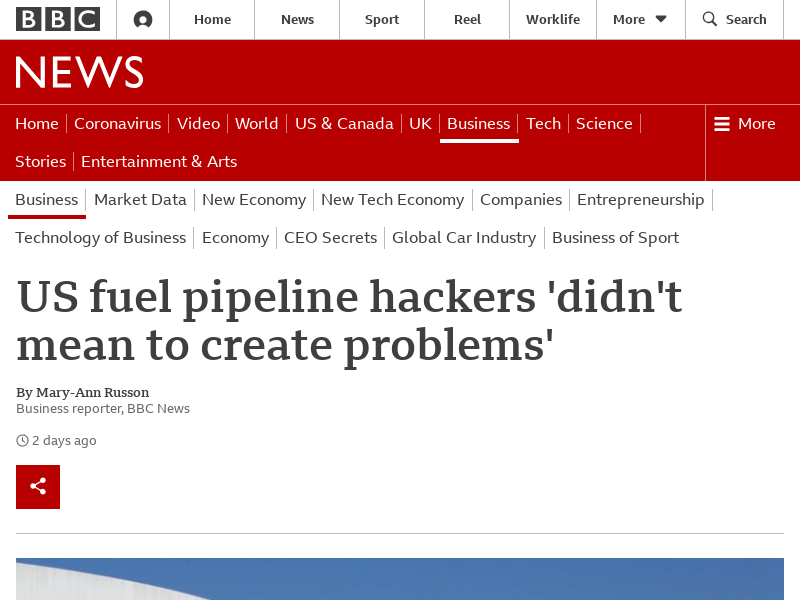 BBC Home News Sport Reel Worklife More Search
NEWS
Home Coronavirus Video World US & Canada UK Business Tech Science More
Stories Entertainment & Arts
Business Market Data New Economy New Tech Economy Companies Entrepreneurship
Technology of Business Economy CEO Secrets Global Car Industry Business of Sport
US fuel pipeline hackers 'didn't
mean to create problems'
By Mary-Ann Russon
Business reporter, BBC News
2 days ago